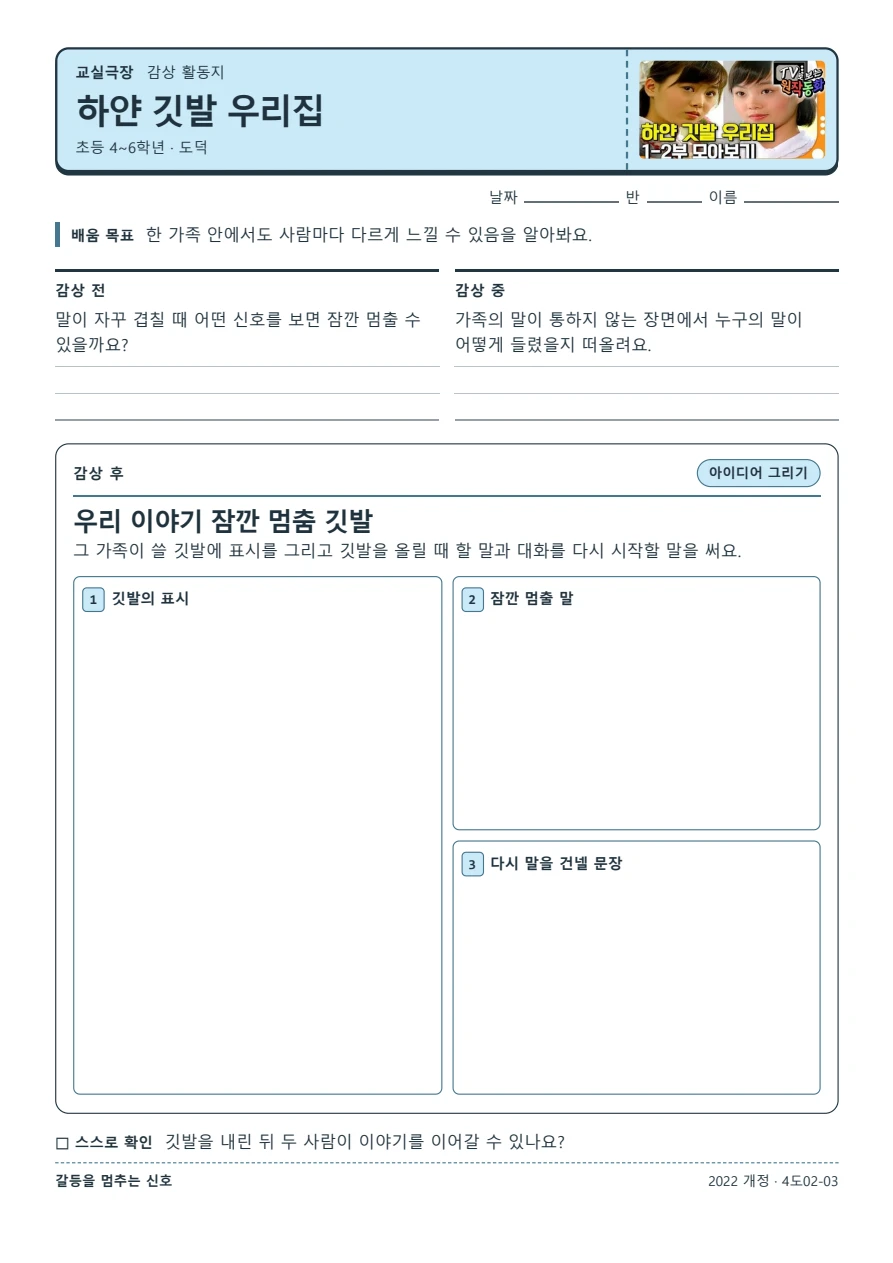 교실극장 감상 활동지
하얀 깃발 우리집
초등 4~6학년 · 도덕
TV로 보는
원작동화
하얀 깃발 우리집
1-2부 모아보기
날짜 반 이름
배움 목표 한 가족 안에서도 사람마다 다르게 느낄 수 있음을 알아봐요.
감상 전
말이 자꾸 겹칠 때 어떤 신호를 보면 잠깐 멈출 수
있을까요?
감상 중
가족의 말이 통하지 않는 장면에서 누구의 말이
어떻게 들렸을지 떠올려요.
감상 후
아이디어 그리기
우리 이야기 잠깐 멈춤 깃발
그 가족이 쓸 깃발에 표시를 그리고 깃발을 올릴 때 할 말과 대화를 다시 시작할 말을 써요.
1 깃발의 표시
2 잠깐 멈출 말
3 다시 말을 건넬 문장
□ 스스로 확인 깃발을 내린 뒤 두 사람이 이야기를 이어갈 수 있나요?
갈등을 멈추는 신호
2022 개정 · 4도02-03